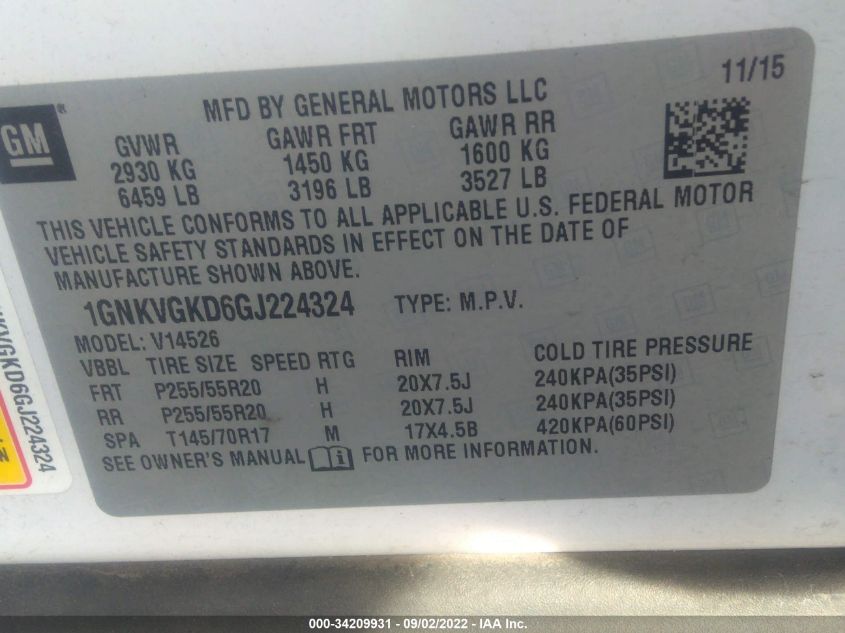 11/15
MFD BY GENERAL MOTORS LLC
GM®
GVWR GAWR FRT GAWR RR
2930 KG 1450 KG 1600 KG
6459 LB 3196 LB 3527 LB
THIS VEHICLE CONFORMS TO ALL APPLICABLE U.S. FEDERAL MOTOR
VEHICLE SAFETY STANDARDS IN EFFECT ON THE DATE OF
MANUFACTURE SHOWN ABOVE.
1GNKVGKD6GJ224324 TYPE: M.P.V.
MODEL: V14526
VBBL TIRE SIZE SPEED RTG RIM COLD TIRE PRESSURE
FRT P255/55R20 H 20X7.5J 240KPA(35PSI)
RR P255/55R20 H 20X7.5J 240KPA(35PSI)
SPA T145/70R17 M 17X4.5B 420KPA(60PSI)
SEE OWNER'S MANUAL i FOR MORE INFORMATION.
KVGKD6GJ224324
000-34209931 - 09/02/2022 - IAA Inc.